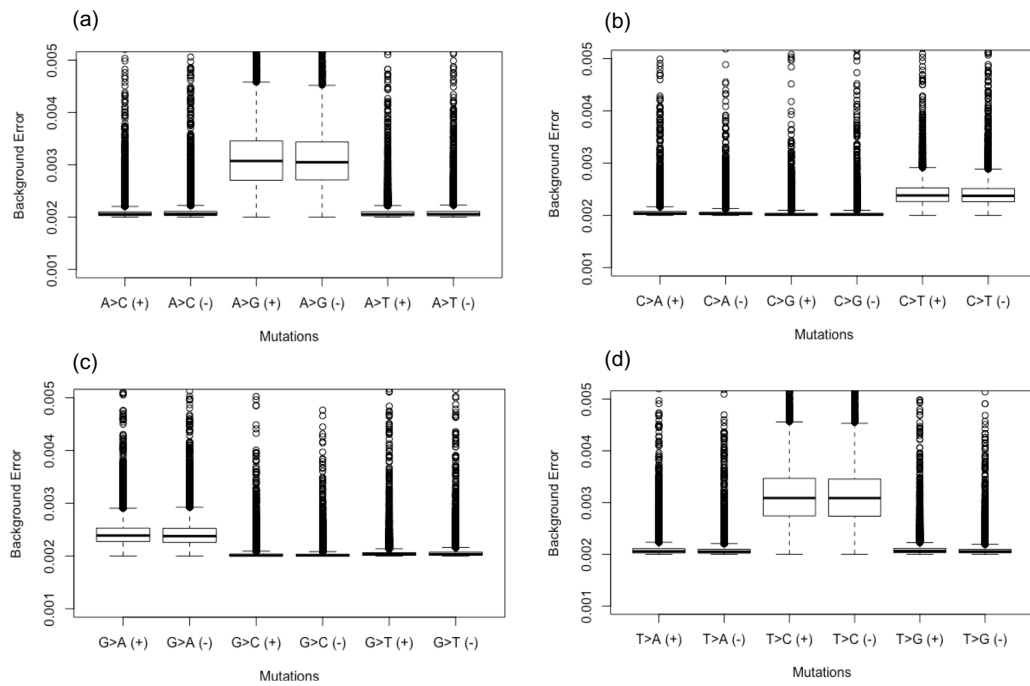 (a)
Background Error
0.005
0.004
0.003
0.002
0.001
A>C (+) A>C (-) A>G (+) A>G (-) A>T (+) A>T (-)
Mutations
(b)
Background Error
0.005
0.004
0.003
0.002
0.001
C>A (+) C>A (-) C>G (+) C>G (-) C>T (+) C>T (-)
Mutations
(c)
Background Error
0.005
0.004
0.003
0.002
0.001
G>A (+) G>A (-) G>C (+) G>C (-) G>T (+) G>T (-)
Mutations
(d)
Background Error
0.005
0.004
0.003
0.002
0.001
T>A (+) T>A (-) T>C (+) T>C (-) T>G (+) T>G (-)
Mutations